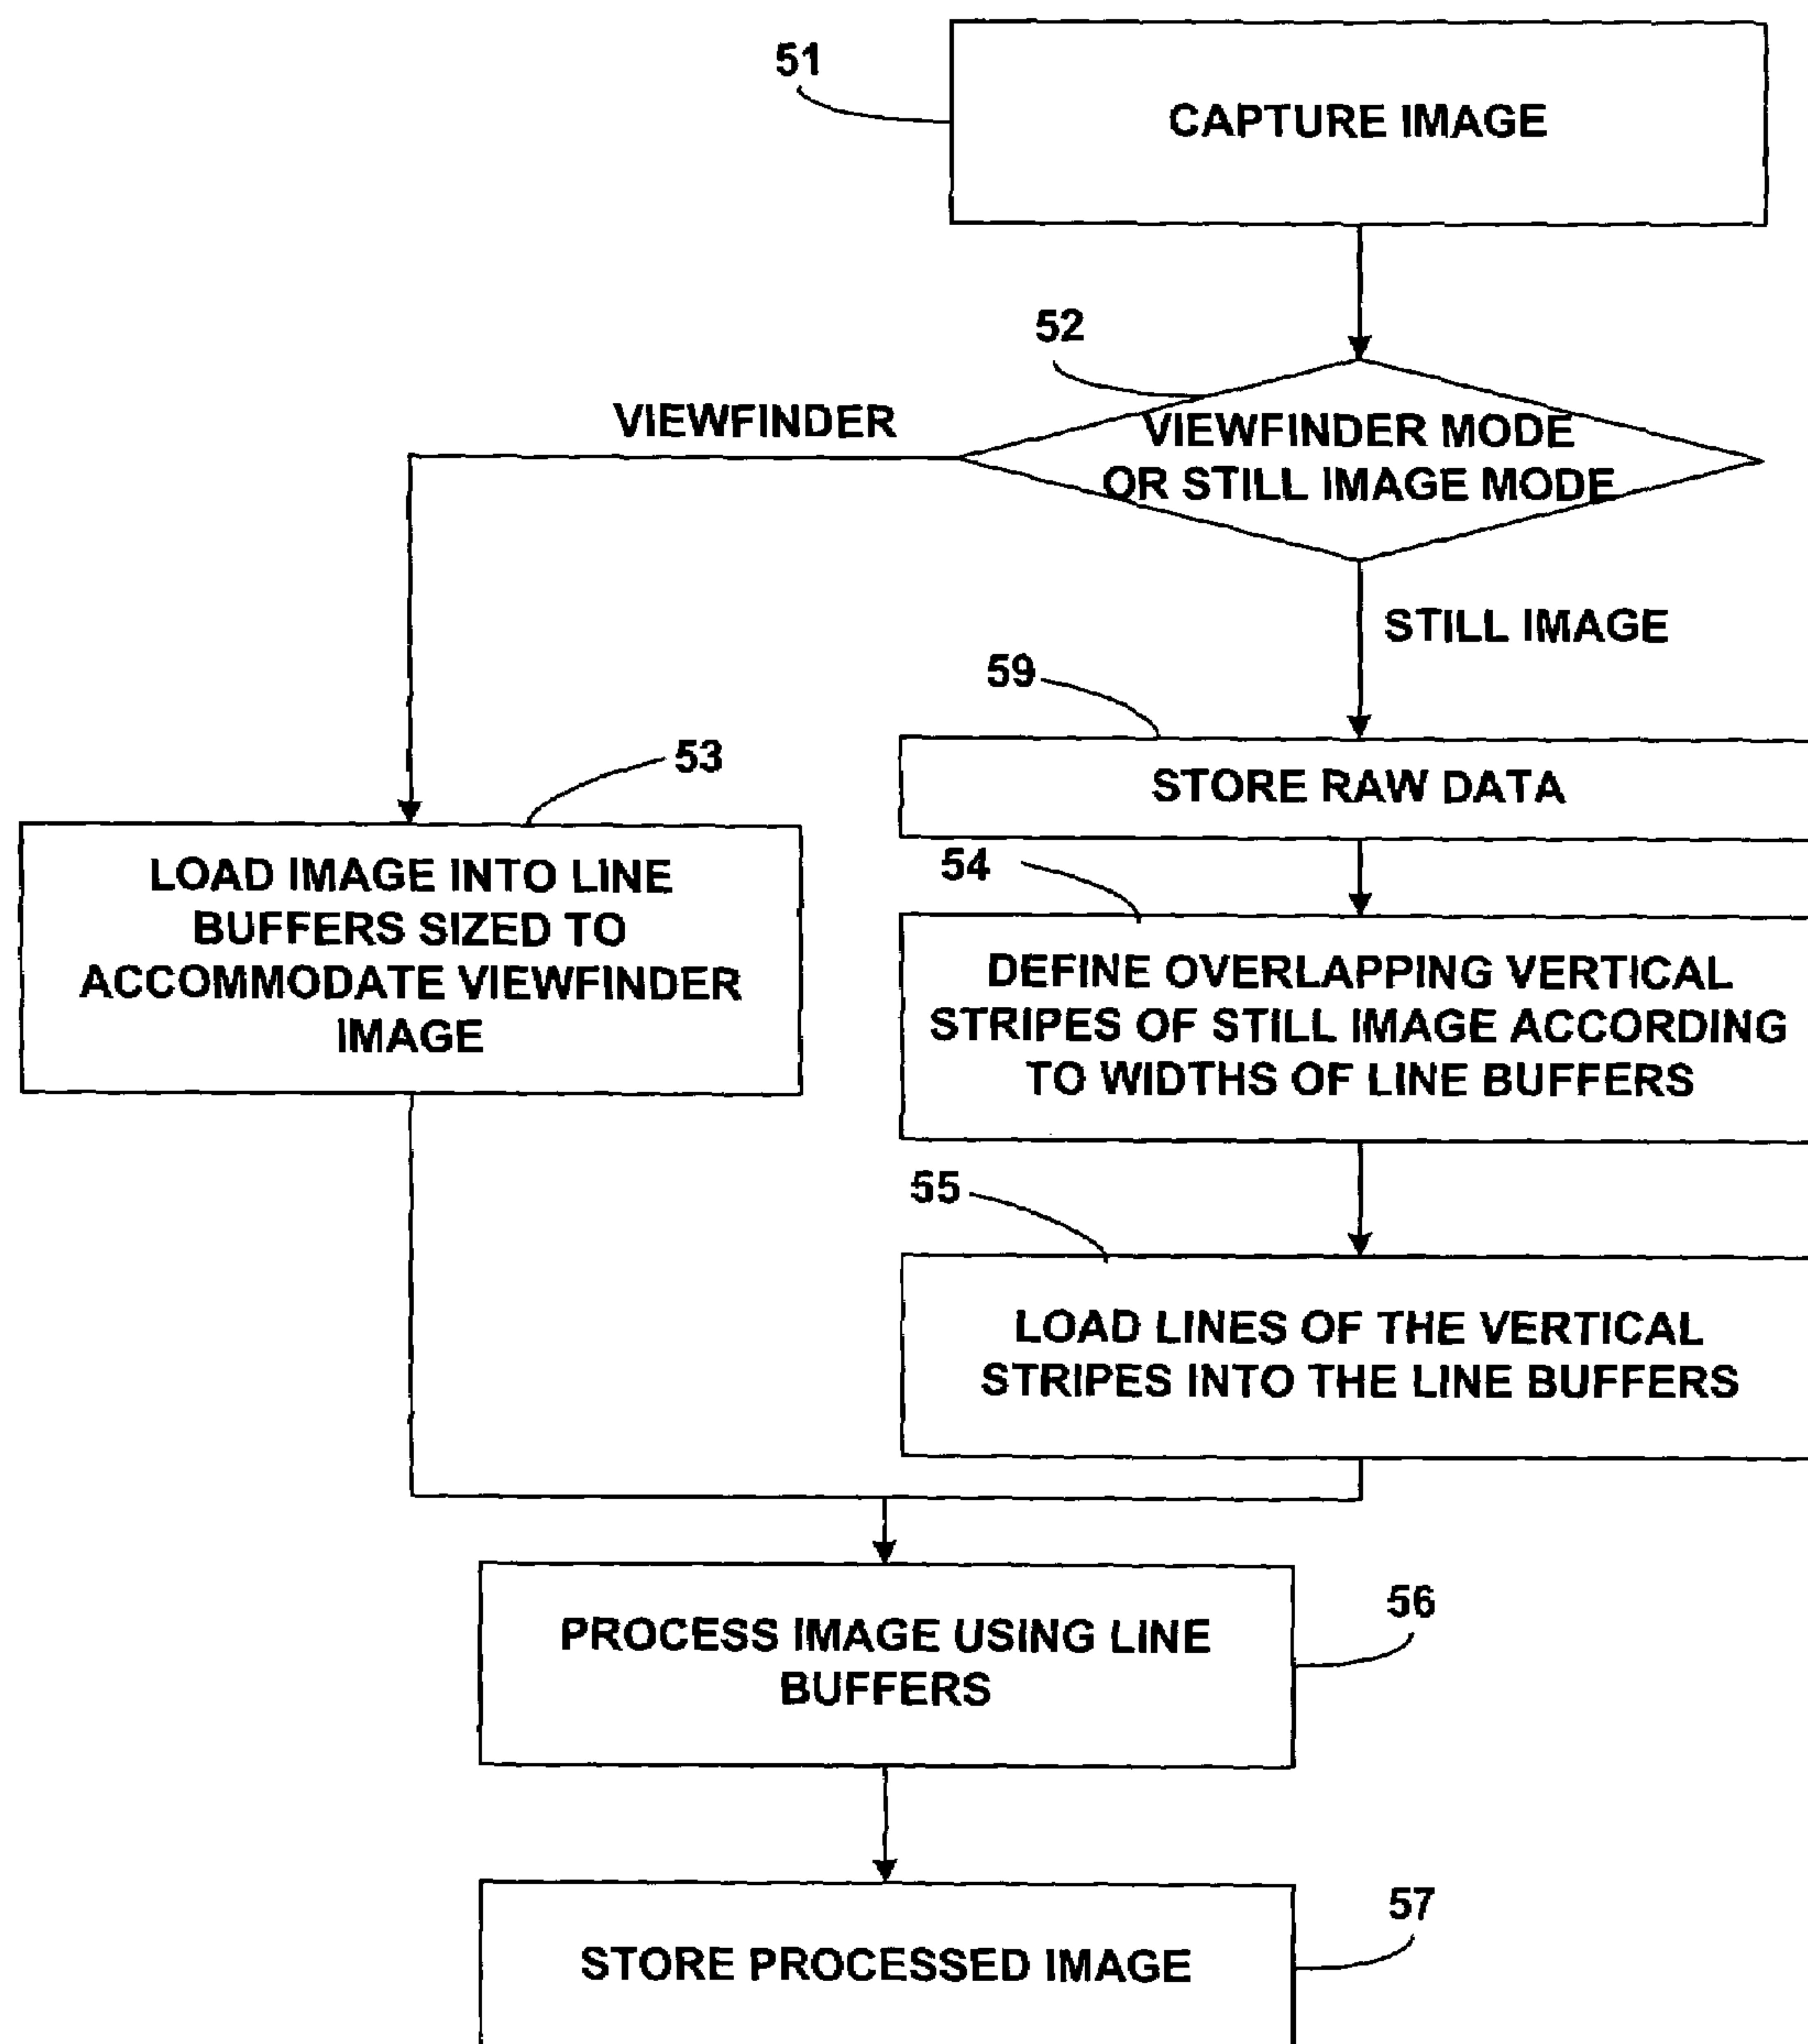 51
CAPTURE IMAGE
52
VIEWFINDER
VIEWFINDER MODE
OR STILL IMAGE MODE
STILL IMAGE
59
STORE RAW DATA
53
LOAD IMAGE INTO LINE
BUFFERS SIZED TO
ACCOMMODATE VIEWFINDER
IMAGE
54
DEFINE OVERLAPPING VERTICAL
STRIPES OF STILL IMAGE ACCORDING
TO WIDTHS OF LINE BUFFERS
55
LOAD LINES OF THE VERTICAL
STRIPES INTO THE LINE BUFFERS
56
PROCESS IMAGE USING LINE
BUFFERS
57
STORE PROCESSED IMAGE